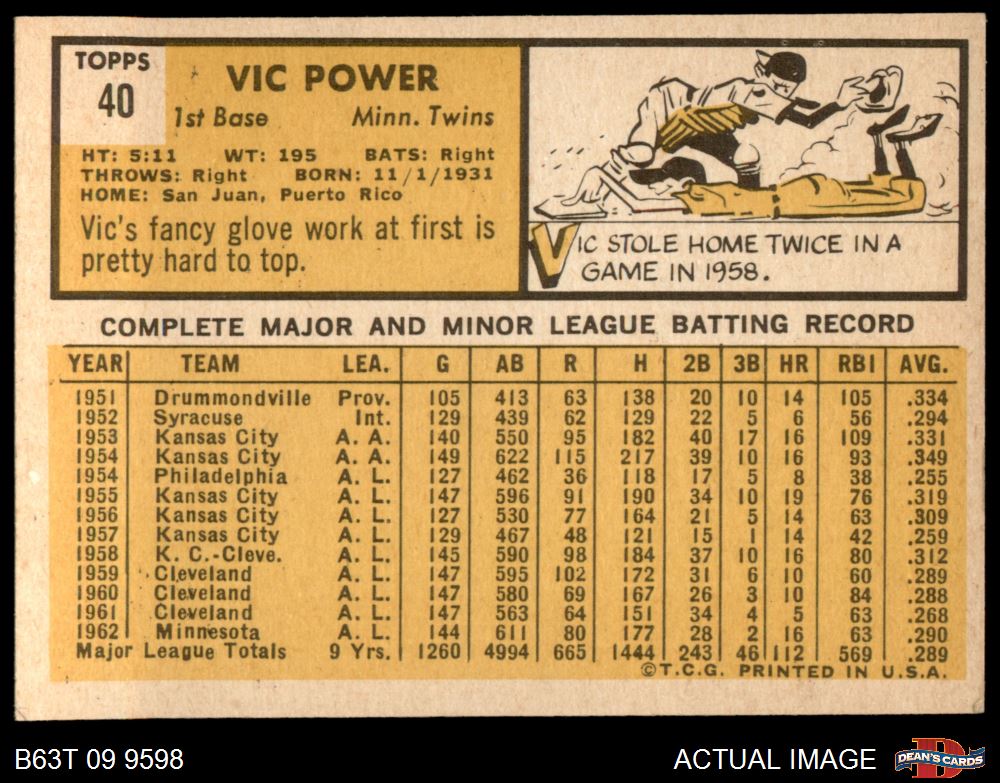 TOPPS
40
VIC POWER
1st Base Minn. Twins
HT: 5:11 WT: 195 BATS: Right
THROWS: Right BORN: 11/1/1931
HOME: San Juan, Puerto Rico
Vic's fancy glove work at first is
pretty hard to top.
VIC STOLE HOME TWICE IN A
GAME IN 1958.
COMPLETE MAJOR AND MINOR LEAGUE BATTING RECORD
YEAR TEAM LEA. G AB R H 2B 3B HR RBI AVG.
1951 Drummondville Prov. 105 413 63 138 20 10 14 105 .334
1952 Syracuse Int. 129 439 62 129 22 5 6 56 .294
1953 Kansas City A. A. 140 550 95 182 40 17 16 109 .331
1954 Kansas City A. A. 149 622 115 217 39 10 16 93 .349
1954 Philadelphia A. L. 127 462 36 118 17 5 8 38 .255
1955 Kansas City A. L. 147 596 91 190 34 10 19 76 .319
1956 Kansas City A. L. 127 530 77 164 21 5 14 63 .309
1957 Kansas City A. L. 129 467 48 121 15 1 14 42 .259
1958 K. C.-Cleve. A. L. 145 590 98 184 37 10 16 80 .312
1959 Cleveland A. L. 147 595 102 172 31 6 10 60 .289
1960 Cleveland A. L. 147 580 69 167 26 3 10 84 .288
1961 Cleveland A. L. 147 563 64 151 34 4 5 63 .268
1962 Minnesota A. L. 144 611 80 177 28 2 16 63 .290
Major League Totals 9 Yrs. 1260 4994 665 1444 243 46 112 569 .289
©T.C.G. PRINTED IN U.S.A.
B63T 09 9598 ACTUAL IMAGE DEAN'S CARDS